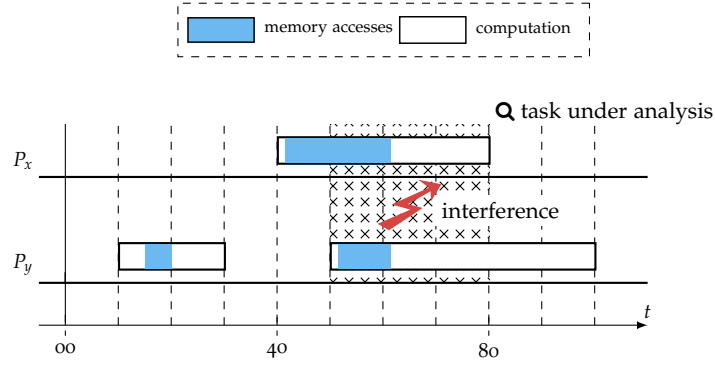 memory accesses computation
task under analysis
Px
interference
Py
t
00 40 80